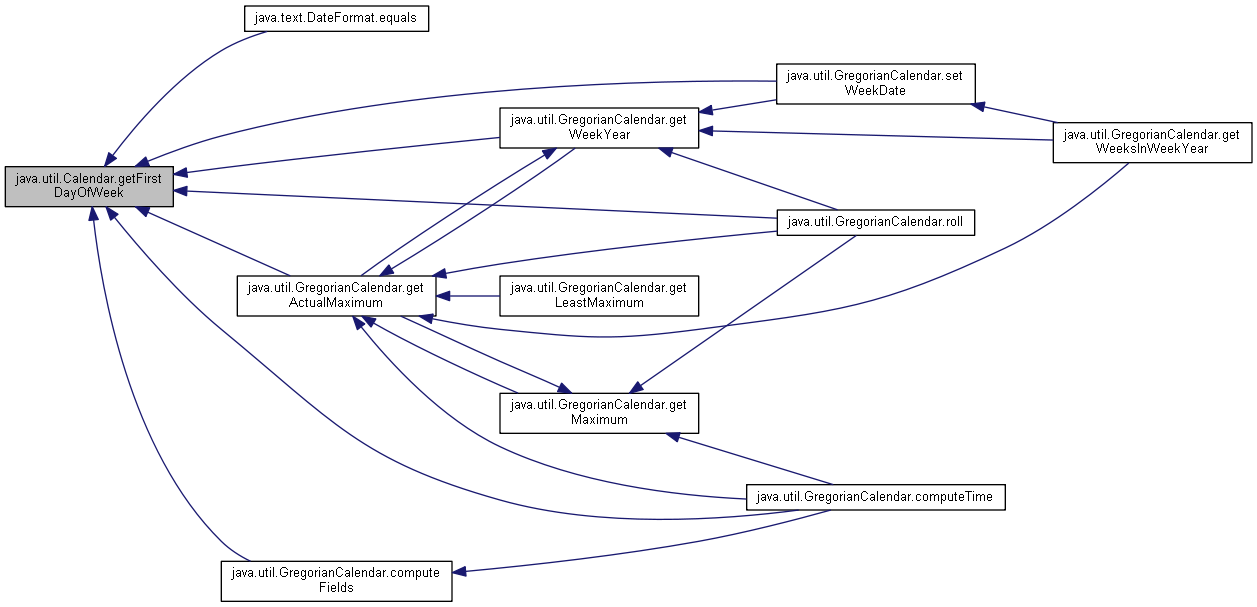 java.text.DateFormat.equals
java.util.GregorianCalendar.set
WeekDate
java.util.GregorianCalendar.get
WeekYear
java.util.GregorianCalendar.get
WeeksInWeekYear
java.util.Calendar.getFirst
DayOfWeek
java.util.GregorianCalendar.roll
java.util.GregorianCalendar.get
ActualMaximum
java.util.GregorianCalendar.get
LeastMaximum
java.util.GregorianCalendar.get
Maximum
java.util.GregorianCalendar.computeTime
java.util.GregorianCalendar.compute
Fields